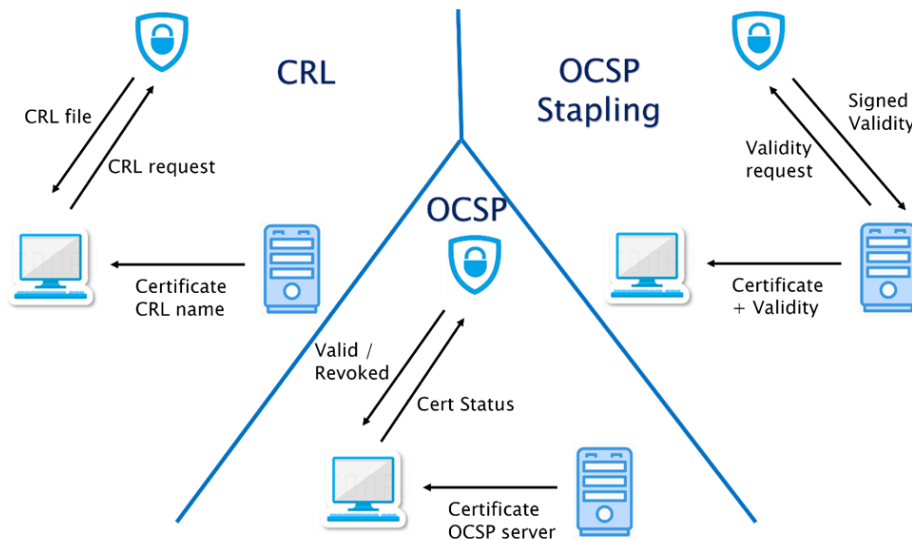 CRL
CRL file
CRL request
Certificate
CRL name
OCSP
Stapling
Signed
Validity
Validity
request
Certificate
+ Validity
OCSP
Valid /
Revoked
Cert Status
Certificate
OCSP server